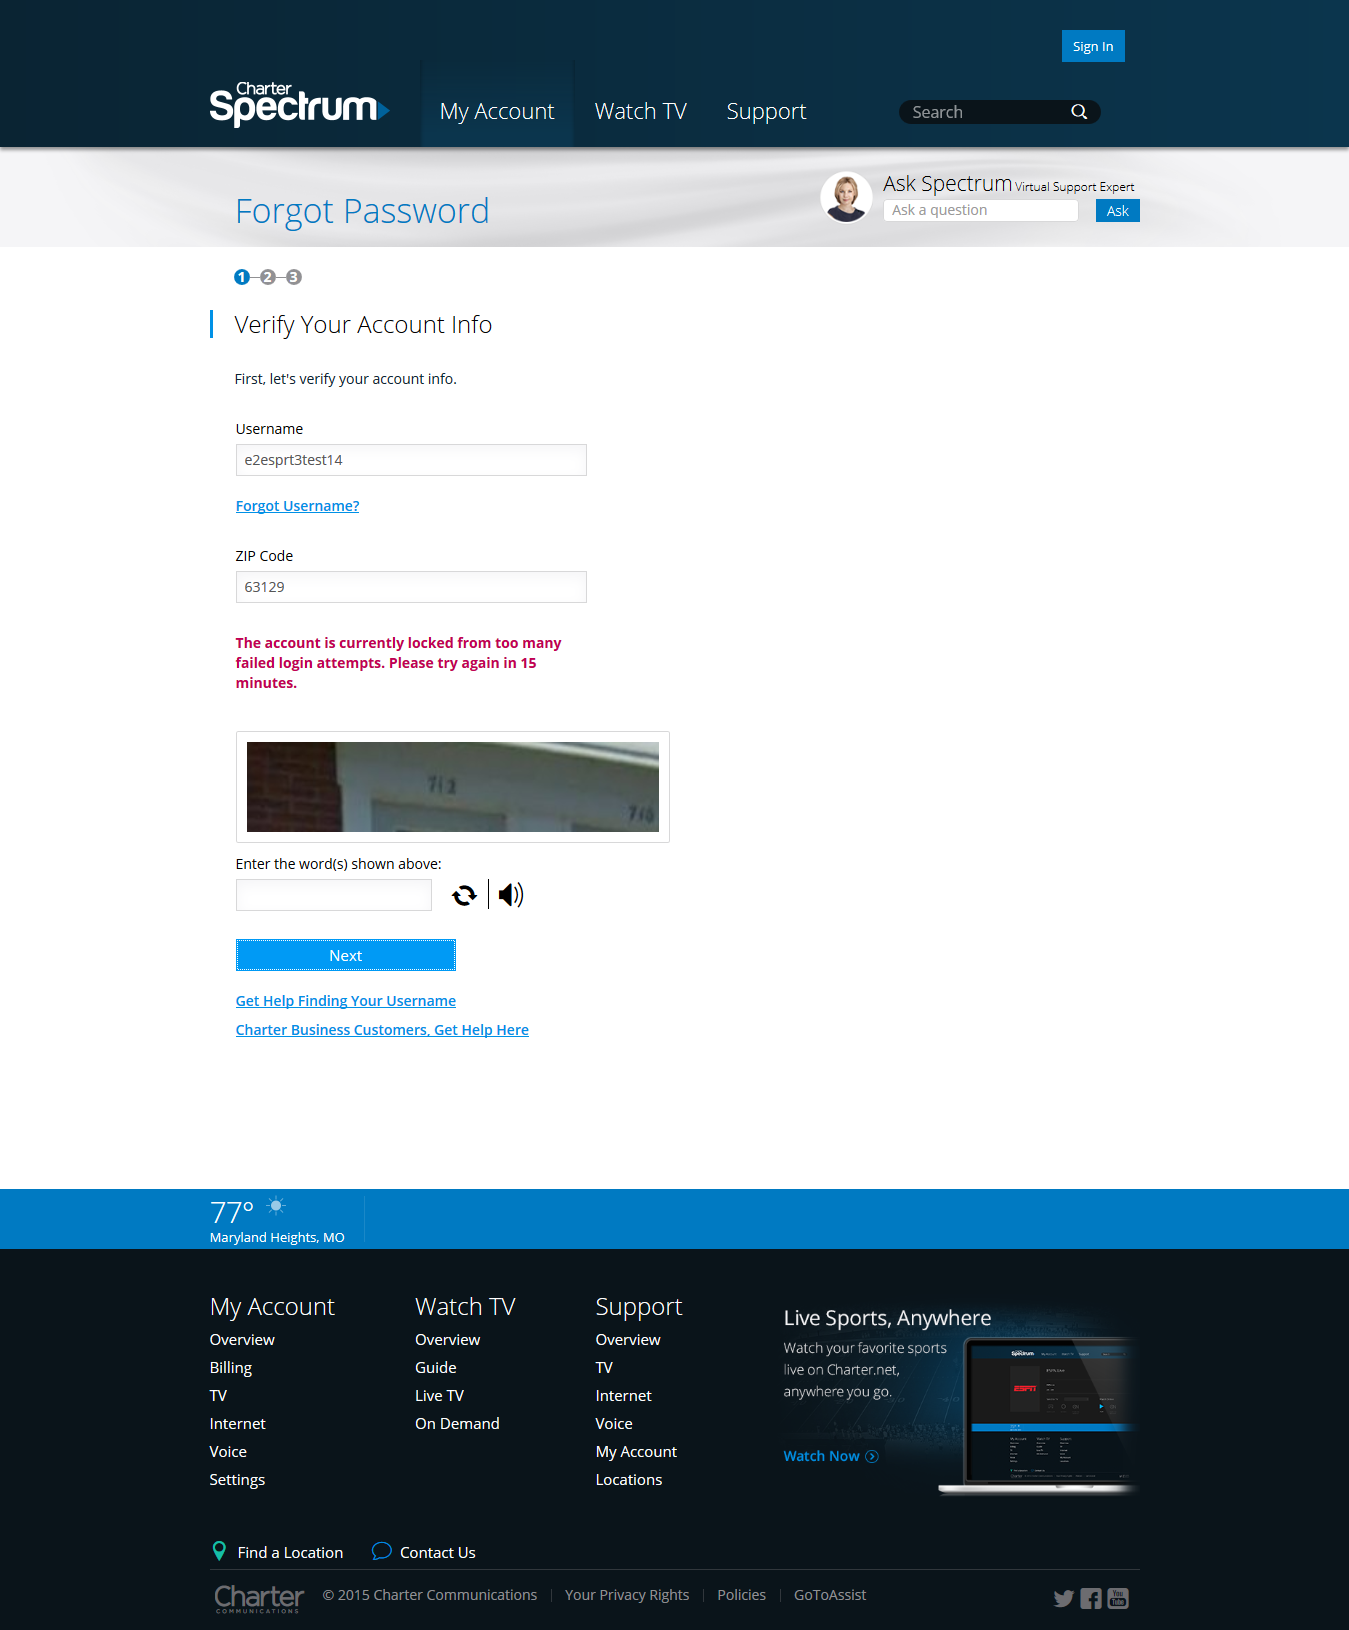 Sign In
Charter
Spectrum
My Account
Watch TV
Support
Search
Forgot Password
Ask Spectrum Virtual Support Expert
Ask a question
Ask
1 2 3
Verify Your Account Info
First, let's verify your account info.
Username
e2esprt3test14
Forgot Username?
ZIP Code
63129
The account is currently locked from too many
failed login attempts. Please try again in 15
minutes.
712
710
Enter the word(s) shown above:
Next
Get Help Finding Your Username
Charter Business Customers, Get Help Here
77°
Maryland Heights, MO
My Account
Overview
Billing
TV
Internet
Voice
Settings
Watch TV
Overview
Guide
Live TV
On Demand
Support
Overview
TV
Internet
Voice
My Account
Locations
Live Sports, Anywhere
Watch your favorite sports
live on Charter.net,
anywhere you go.
Watch Now
Spectrum
ESPN
Find a Location
Contact Us
Charter
COMMUNICATIONS
© 2015 Charter Communications
Your Privacy Rights
Policies
GoToAssist
You
Tube